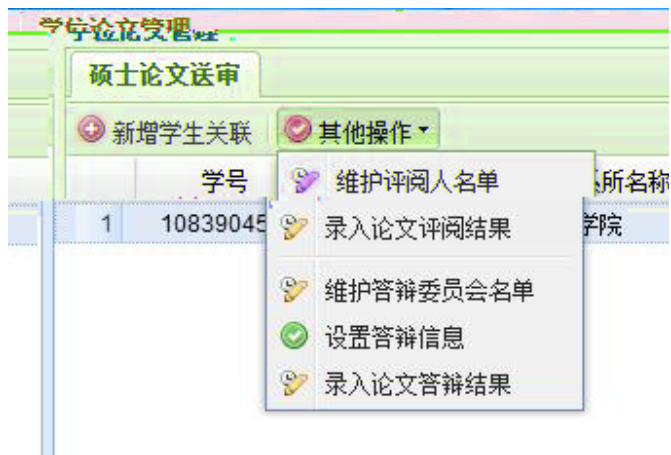 学位论文管理
硕士论文送审
新增学生关联 其他操作
学号 维护评阅人名单 所名称
1 10839045 录入论文评阅结果 学院
维护答辩委员会名单
设置答辩信息
录入论文答辩结果